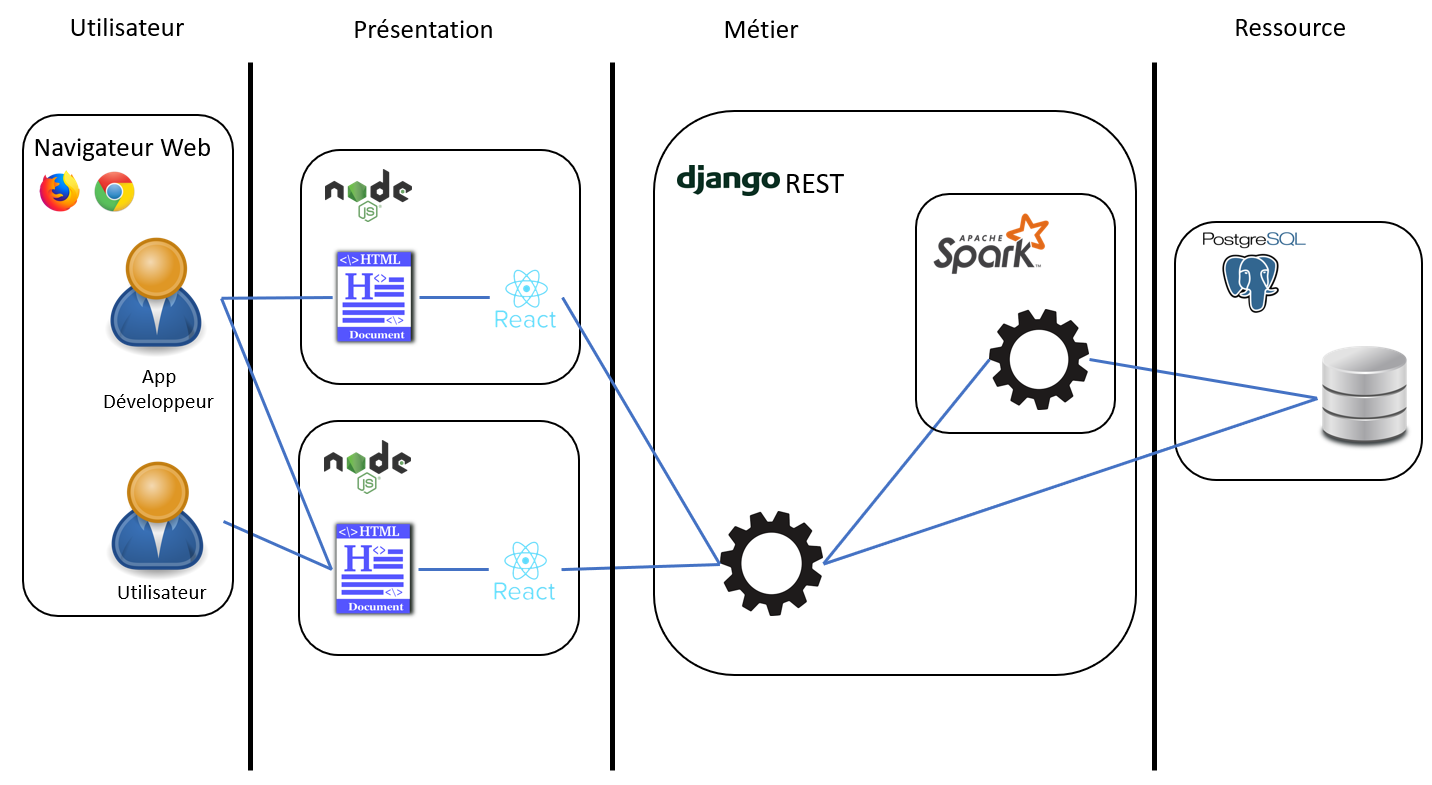 Utilisateur
Présentation
Métier
Ressource
Navigateur Web
App
Développeur
Utilisateur
node
JS
<\> HTML
H
<>
<\>
Document
React
node
JS
<\> HTML
H
<>
<\>
Document
React
django REST
APACHE
Spark™
PostgreSQL